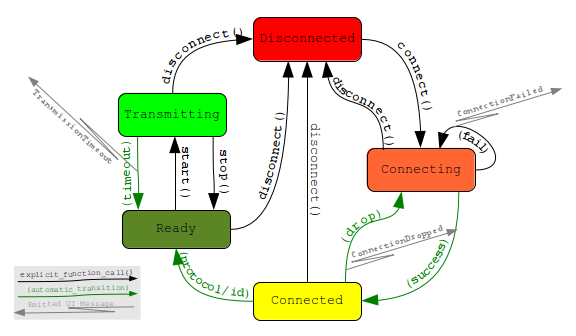 Disconnected
disconnect()
connect()
Transmitting
disconnect()
ConnectionFailed
TransmissionTimeout
(fail)
Connecting
(timeout)
start()
stop()
disconnect()
disconnect()
Ready
(drop)
ConnectionDropped
(success)
(protocol/id)
Connected
explicit_function_call()
(automatic_transition)
Emitted UI Message